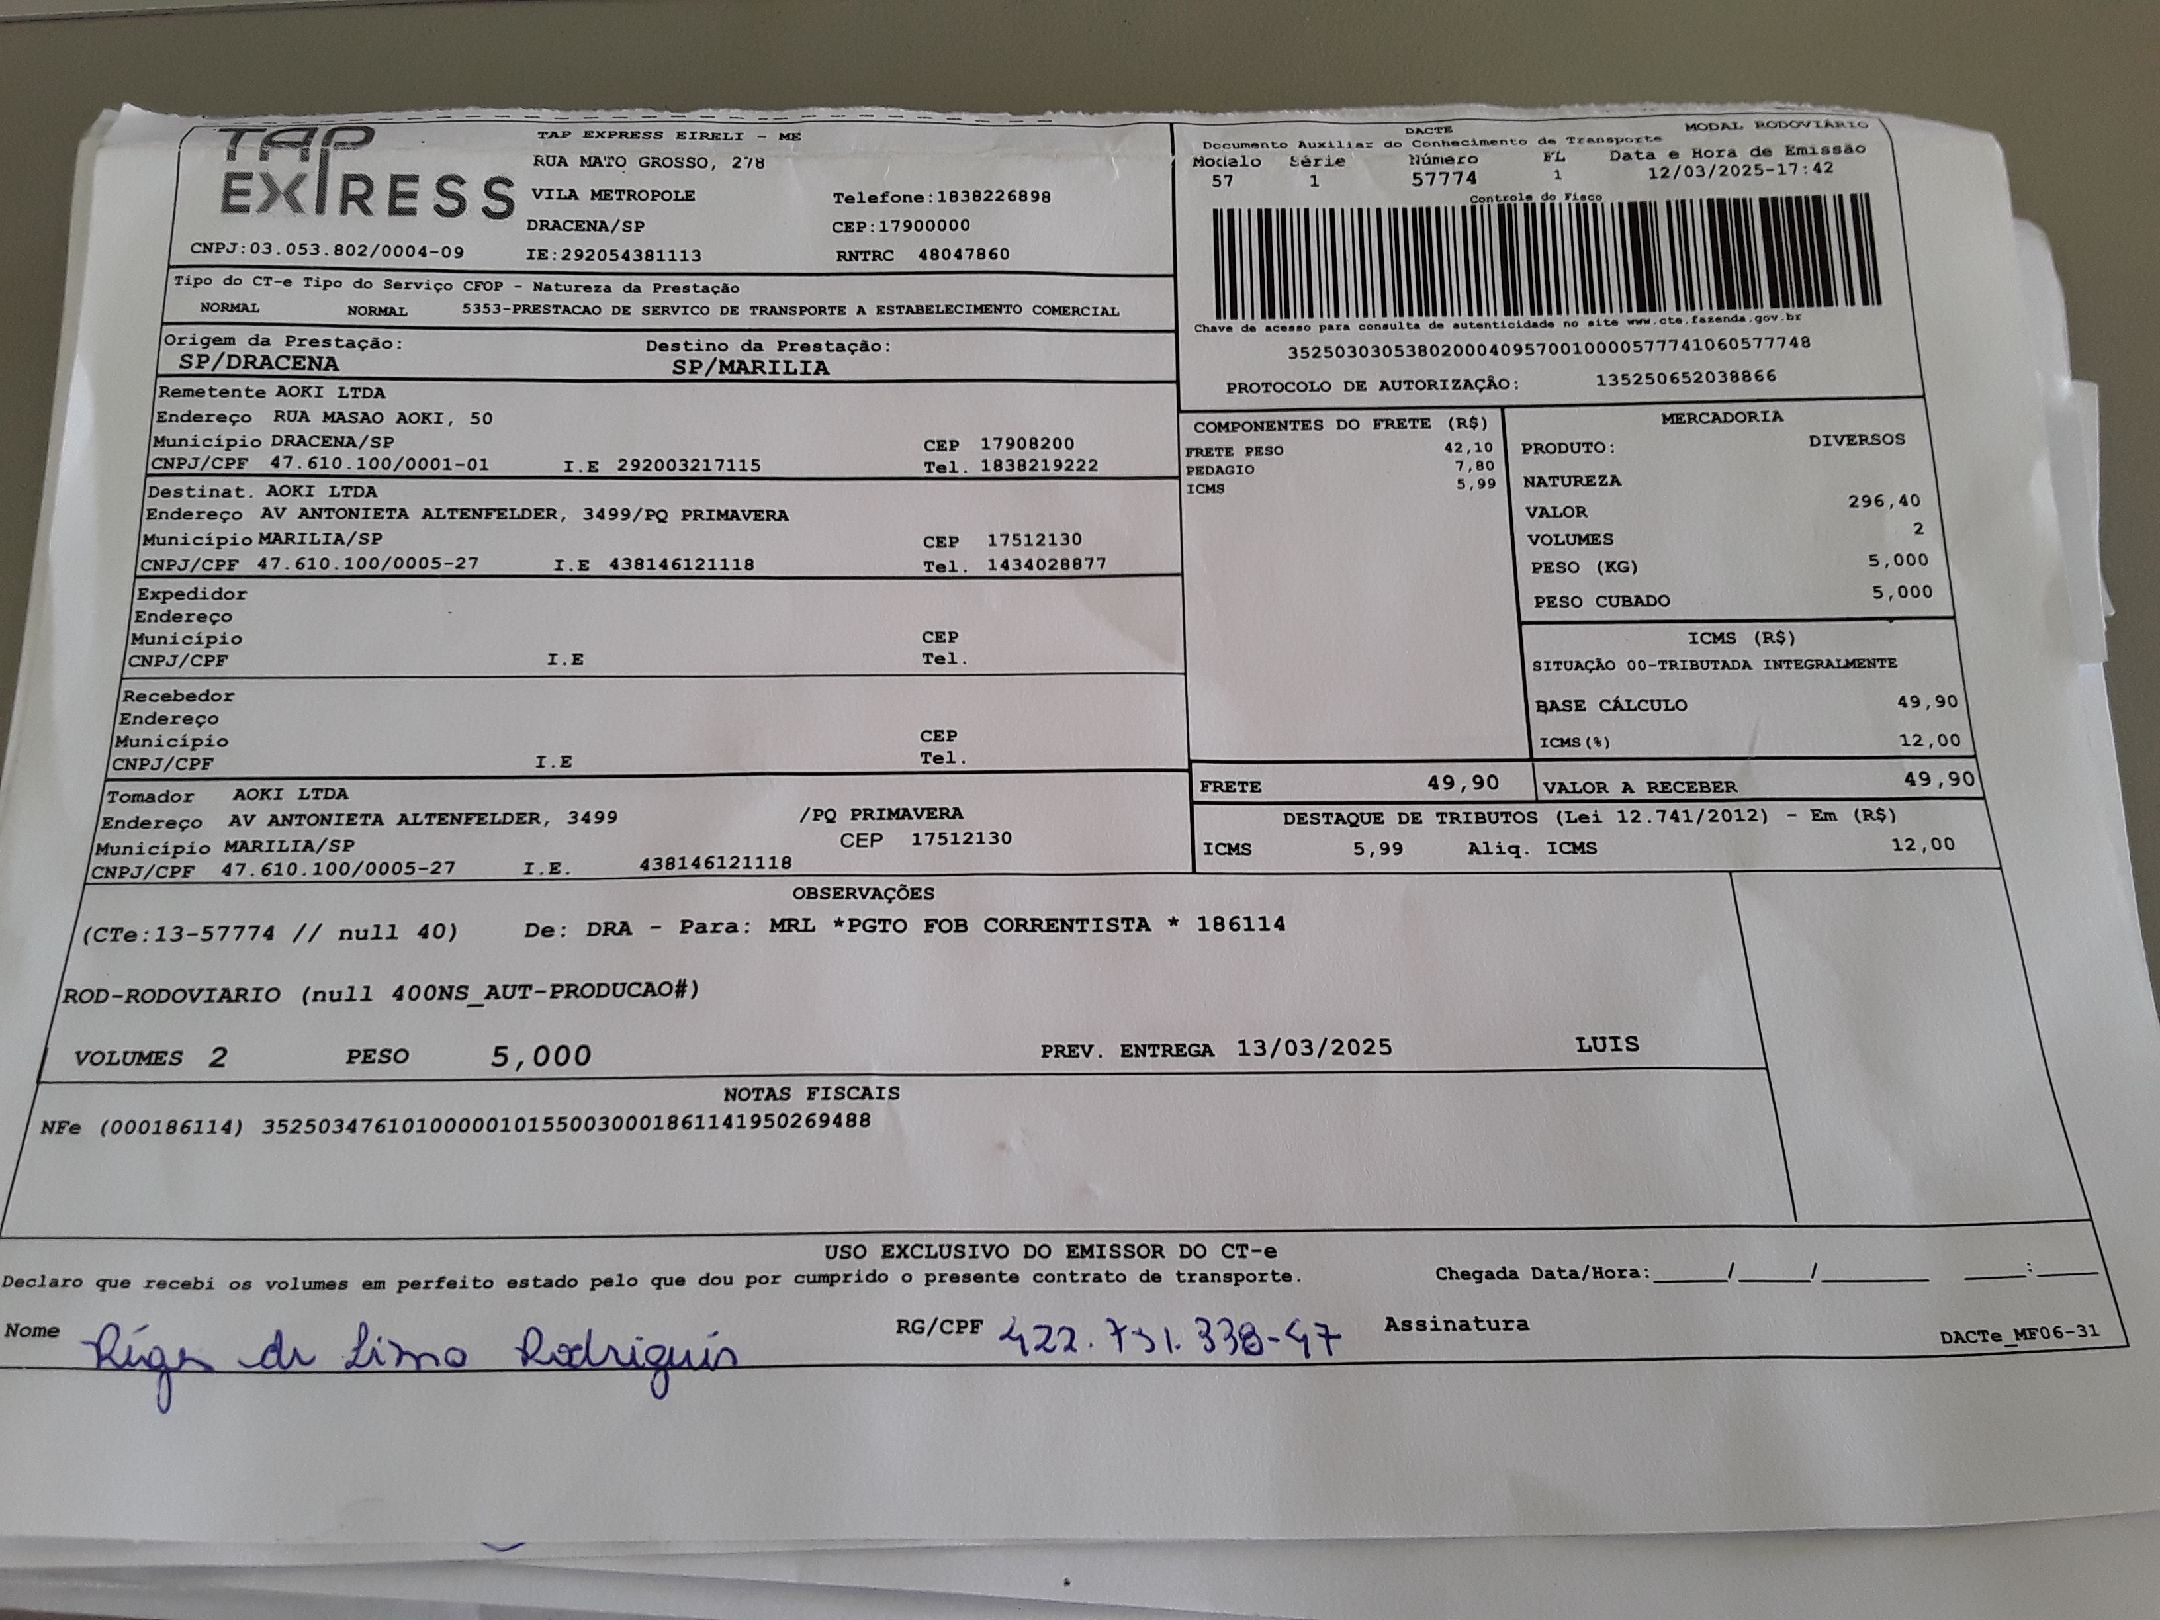 TAP EXPRESS
TAP EXPRESS EIRELI - ME
RUA MATO GROSSO, 278
VILA METROPOLE Telefone:1838226898
DRACENA/SP CEP:17900000
CNPJ:03.053.802/0004-09 IE:292054381113 RNTRC 48047860
DACTE MODAL RODOVIÁRIO
Documento Auxiliar do Conhecimento de Transporte
Modelo Série Número FL Data e Hora de Emissão
57 1 57774 1 12/03/2025-17:42
Controle do Fisco
Chave de acesso para consulta de autenticidade no site www.cte.fazenda.gov.br
35250303053802000409570010000577741060577748
PROTOCOLO DE AUTORIZAÇÃO: 135250652038866
Tipo do CT-e Tipo do Serviço CFOP - Natureza da Prestação
NORMAL NORMAL 5353-PRESTACAO DE SERVICO DE TRANSPORTE A ESTABELECIMENTO COMERCIAL
Origem da Prestação: Destino da Prestação:
SP/DRACENA SP/MARILIA
Remetente AOKI LTDA
Endereço RUA MASAO AOKI, 50
Município DRACENA/SP CEP 17908200
CNPJ/CPF 47.610.100/0001-01 I.E 292003217115 Tel. 1838219222
Destinat. AOKI LTDA
Endereço AV ANTONIETA ALTENFELDER, 3499/PQ PRIMAVERA
Município MARILIA/SP CEP 17512130
CNPJ/CPF 47.610.100/0005-27 I.E 438146121118 Tel. 1434028877
Expedidor
Endereço
Município CEP
CNPJ/CPF I.E Tel.
Recebedor
Endereço
Município CEP
CNPJ/CPF I.E Tel.
Tomador AOKI LTDA
Endereço AV ANTONIETA ALTENFELDER, 3499 /PQ PRIMAVERA
Município MARILIA/SP CEP 17512130
CNPJ/CPF 47.610.100/0005-27 I.E. 438146121118
COMPONENTES DO FRETE (R$)
FRETE PESO 42,10
PEDAGIO 7,80
ICMS 5,99
MERCADORIA
PRODUTO: DIVERSOS
NATUREZA
VALOR 296,40
VOLUMES 2
PESO (KG) 5,000
PESO CUBADO 5,000
ICMS (R$)
SITUAÇÃO 00-TRIBUTADA INTEGRALMENTE
BASE CÁLCULO 49,90
ICMS(%) 12,00
FRETE 49,90 VALOR A RECEBER 49,90
DESTAQUE DE TRIBUTOS (Lei 12.741/2012) - Em (R$)
ICMS 5,99 Aliq. ICMS 12,00
OBSERVAÇÕES
(CTe:13-57774 // null 40) De: DRA - Para: MRL *PGTO FOB CORRENTISTA * 186114
ROD-RODOVIARIO (null 400NS_AUT-PRODUCAO#)
VOLUMES 2 PESO 5,000 PREV. ENTREGA 13/03/2025 LUIS
NOTAS FISCAIS
NFe (000186114) 35250347610100000101550030001861141950269488
USO EXCLUSIVO DO EMISSOR DO CT-e
Declaro que recebi os volumes em perfeito estado pelo que dou por cumprido o presente contrato de transporte. Chegada Data/Hora:____/____/______ ___:___
Nome de Lima Rodrigues RG/CPF Assinatura
DACTe_MF06-31